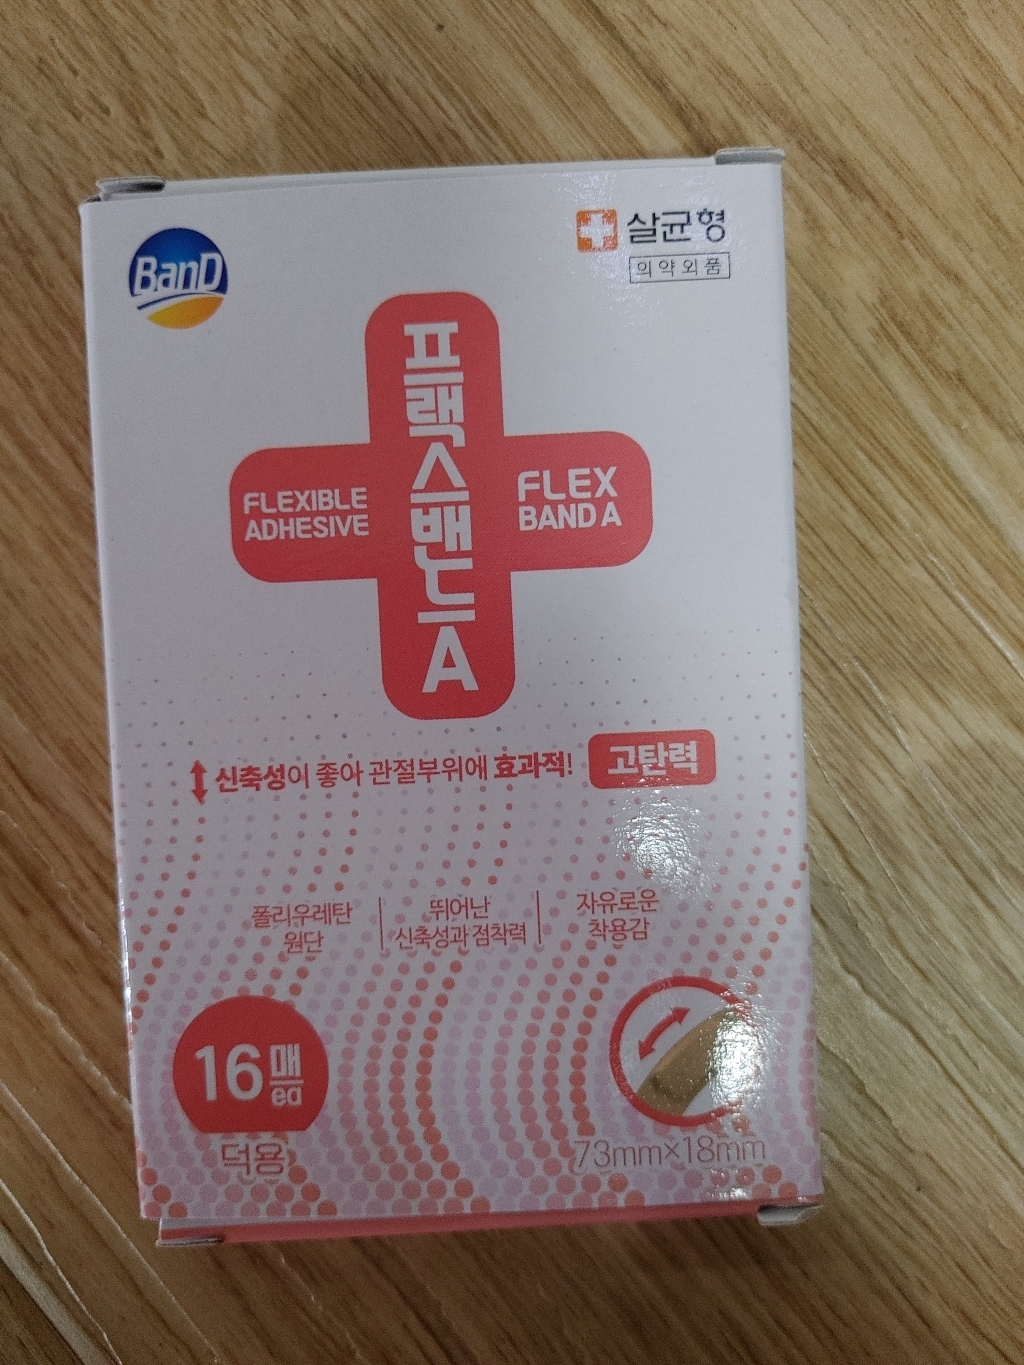 BanD
살균형
의약외품
프랙스밴드A
FLEXIBLE
ADHESIVE
FLEX
BAND A
신축성이 좋아 관절부위에 효과적!
고탄력
폴리우레탄
원단
뛰어난
신축성과 점착력
자유로운
착용감
16매
ea
덕용
73mm×18mm